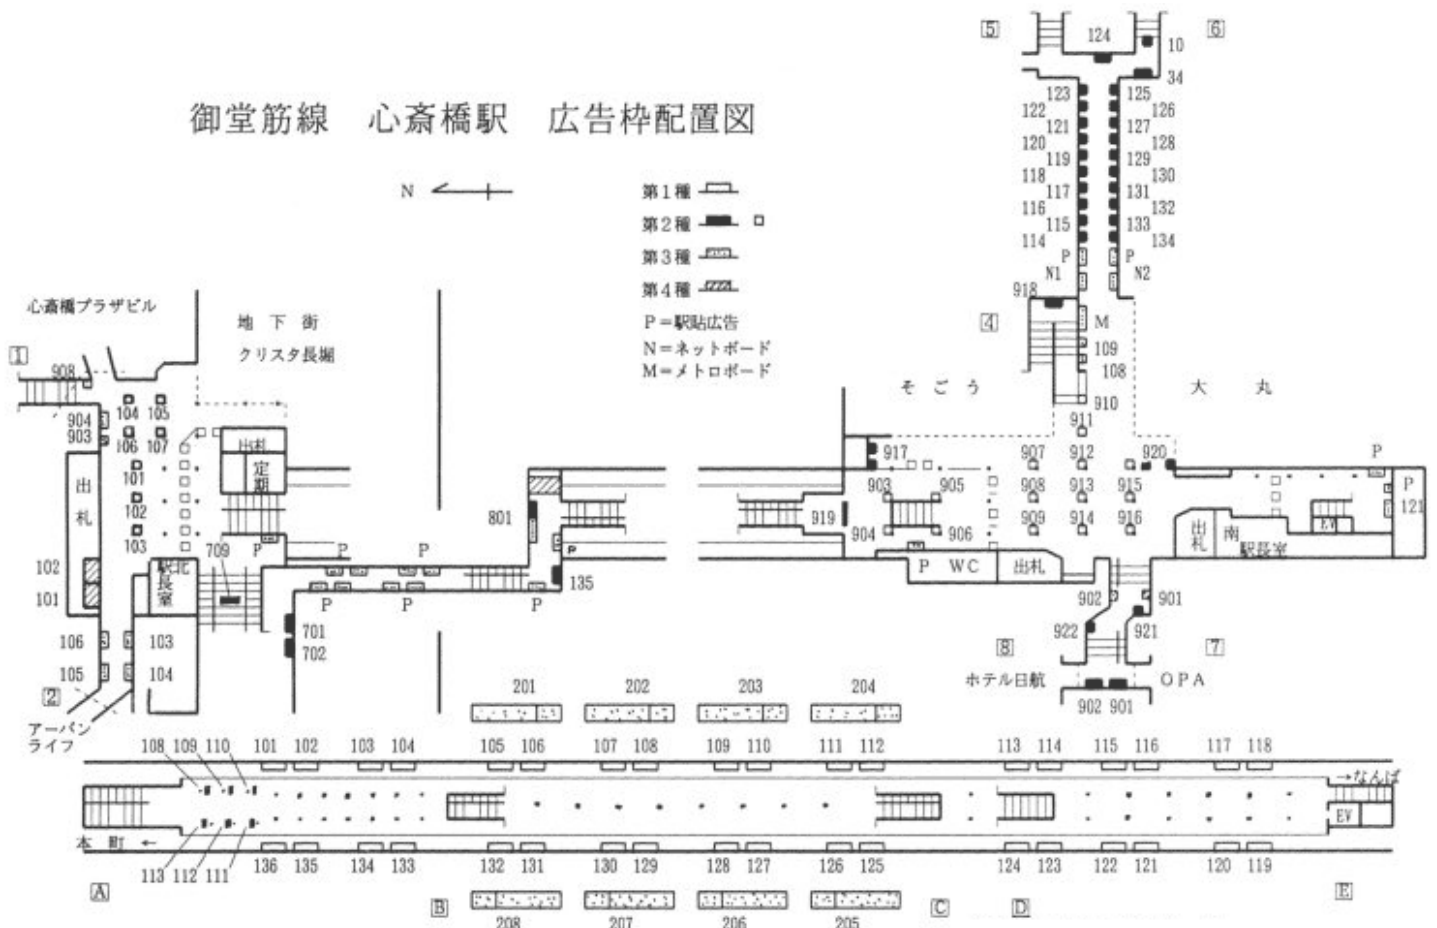 御堂筋線 心斎橋駅 広告枠配置図
N
第1種
第2種
第3種
第4種
P=駅貼広告
N=ネットボード
M=メトロボード
5
124
6
10
34
123 125
122 126
121 127
120 128
119 129
118 130
117 131
116 132
115 133
114 134
P P
N1 N2
918
4
M
109
108
910
911
心斎橋プラザビル
地下街
クリスタ長堀
1
908
904
903
104 105
106 107
101
102
103
出札
出札
定期
102
101
駅長室北
709
P P P P
801
P
135
P P P
701
702
106
105
103
104
2
アーバン
ライフ
そごう
大丸
917
903 905
904 906
919
907 912 920
908 913 915
909 914 916
P WC 出札
出札
南
駅長室
EV
P
P
121
902 901
922 921
8
7
ホテル日航
OPA
902 901
201 202 203 204
108 109 110 101 102 103 104 105 106 107 108 109 110 111 112 113 114 115 116 117 118
→なんば
EV
本町 ←
113 112 111 136 135 134 133 132 131 130 129 128 127 126 125 124 123 122 121 120 119
A
B
208 207 206 205
C
D
E